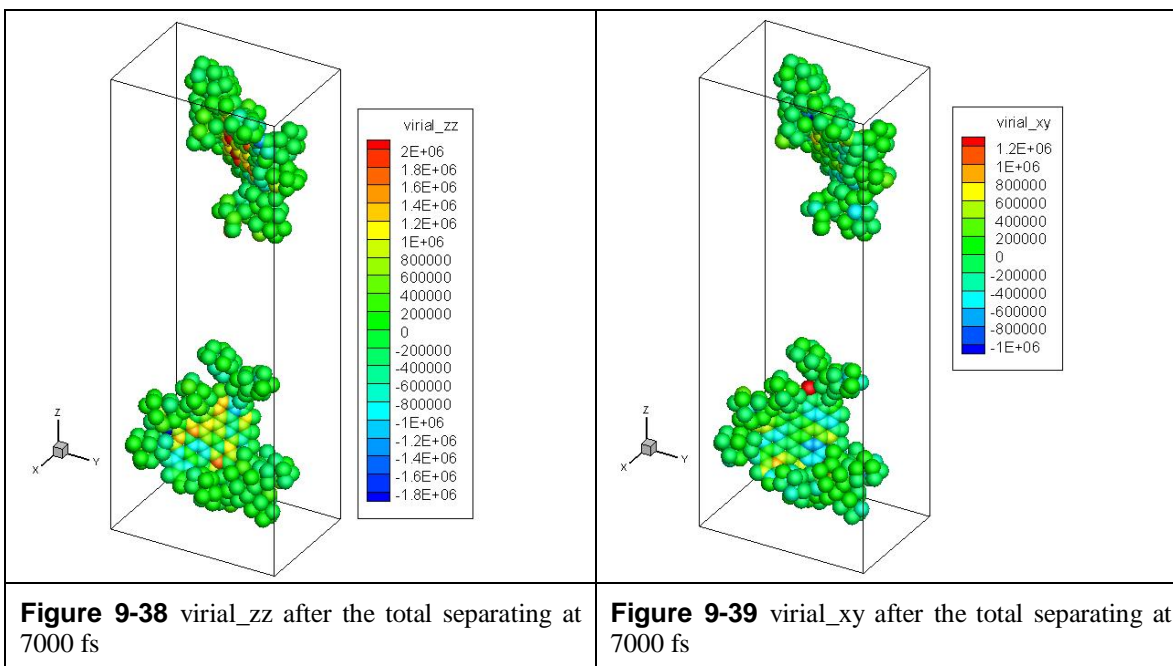 virial_zz
2E+06
1.8E+06
1.6E+06
1.4E+06
1.2E+06
1E+06
800000
600000
400000
200000
0
-200000
-400000
-600000
-800000
-1E+06
-1.2E+06
-1.4E+06
-1.6E+06
-1.8E+06
Z
X
Y
Figure 9-38 virial_zz after the total separating at
7000 fs
virial_xy
1.2E+06
1E+06
800000
600000
400000
200000
0
-200000
-400000
-600000
-800000
-1E+06
Z
X
Y
Figure 9-39 virial_xy after the total separating at
7000 fs